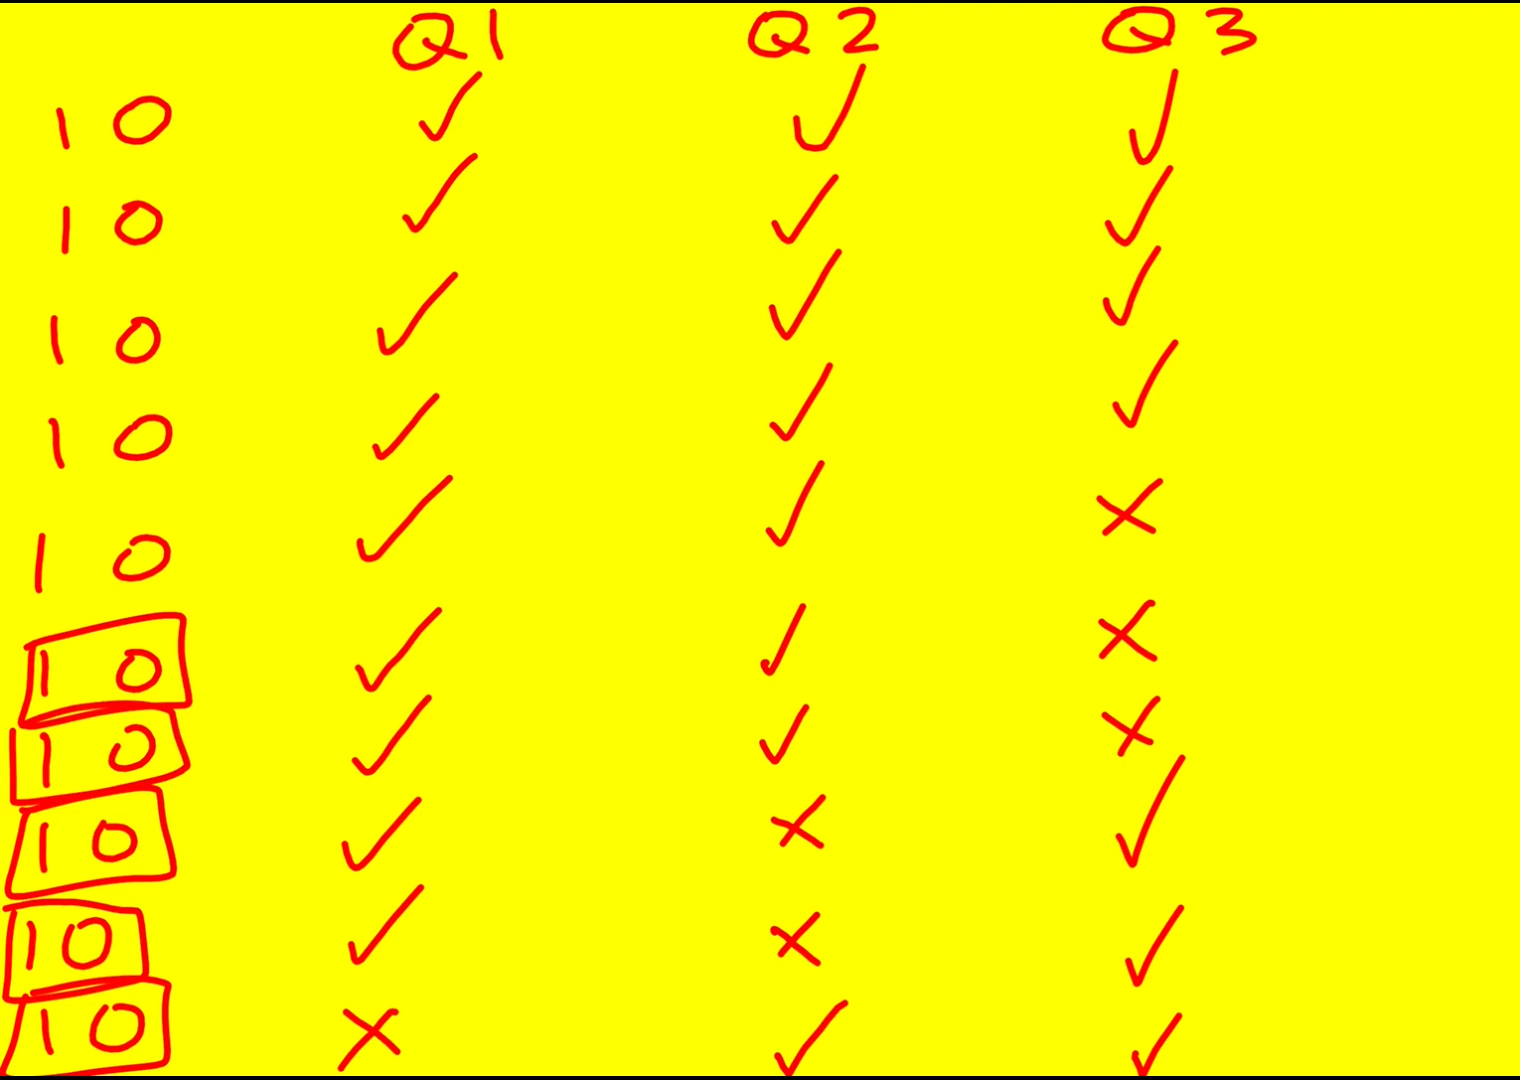 Q1 Q2 Q3
10 ✓ ✓ ✓
10 ✓ ✓ ✓
10 ✓ ✓ ✓
10 ✓ ✓ ✓
10 ✓ ✓ ✗
10 ✓ ✓ ✗
10 ✓ ✓ ✗
10 ✓ ✗ ✓
10 ✓ ✗ ✓
10 ✗ ✓ ✓